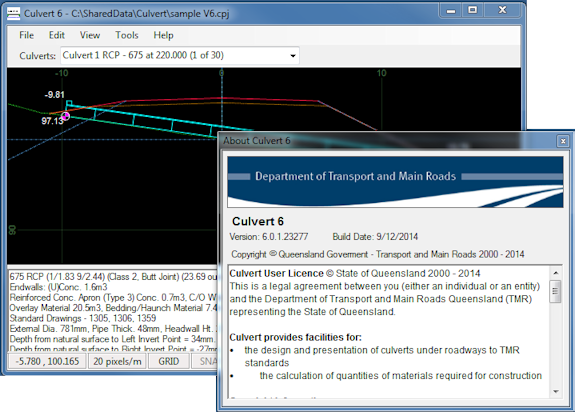 Culvert 6 - C:\SharedData\Culvert\sample V6.cpj
File Edit View Tools Help
Culverts: Culvert 1 RCP - 675 at 220.000 (1 of 30)
-10 0 10
-9.81
97.13
90
675 RCP (1/1.83 9/2.44) (Class 2, Butt Joint) (23.69 ou
Endwalls: (U)Conc. 1.6m3
Reinforced Conc. Apron (Type 3) Conc. 0.7m3, C/O W
Overlay Material 20.5m3, Bedding/Haunch Material 7.4
Standard Drawings - 1305, 1306, 1359
External Dia. 781mm, Pipe Thick. 48mm, Headwall Ht.
Depth from natural surface to Left Invert Point = 34mm,
Depth from natural surface to Right Invert Point = -27mm
-5.780 , 100.165 20 pixels/m GRID SNA
About Culvert 6
Department of Transport and Main Roads
Culvert 6
Version: 6.0.1.23277 Build Date: 9/12/2014
Copyright © Queensland Goverment - Transport and Main Roads 2000 - 2014
Culvert User Licence © State of Queensland 2000 - 2014
This is a legal agreement between you (either an individual or an entity)
and the Department of Transport and Main Roads Queensland (TMR)
representing the State of Queensland.
Culvert provides facilities for:
• the design and presentation of culverts under roadways to TMR
standards
• the calculation of quantities of materials required for construction